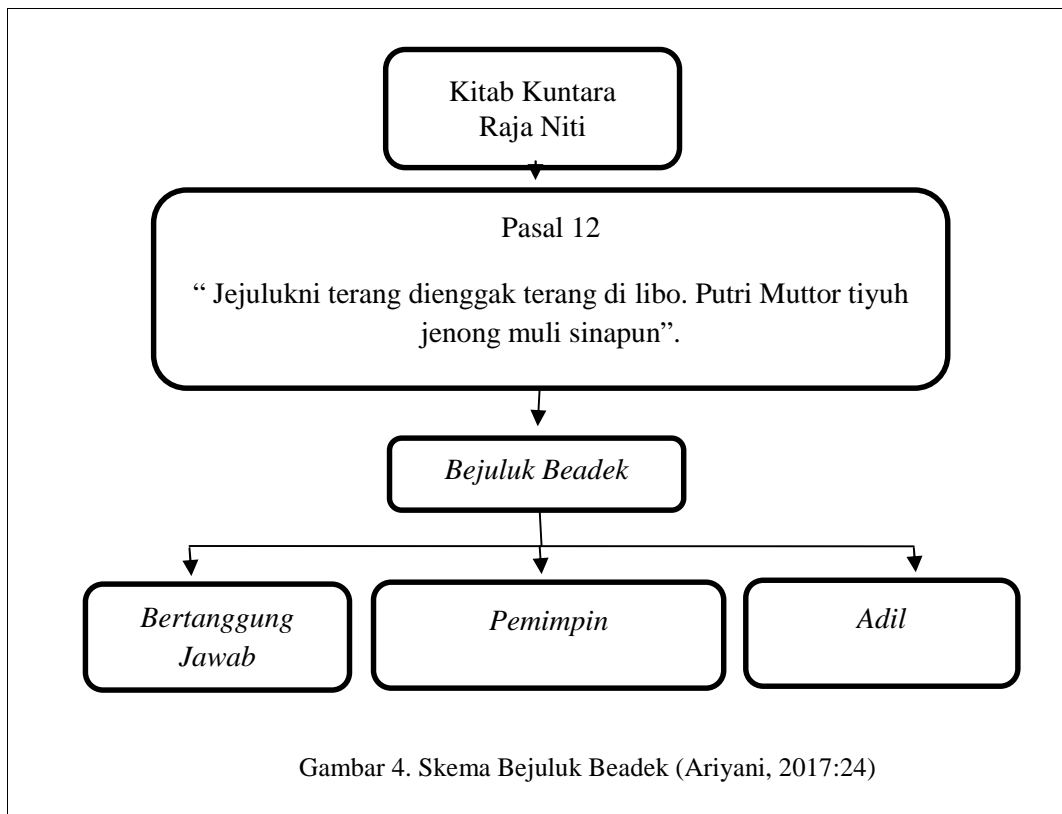 Kitab Kuntara
Raja Niti
Pasal 12
“ Jejulukni terang dienggak terang di libo. Putri Muttor tiyuh
jenong muli sinapun”.
Bejuluk Beadek
Bertanggung
Jawab
Pemimpin
Adil
Gambar 4. Skema Bejuluk Beadek (Ariyani, 2017:24)